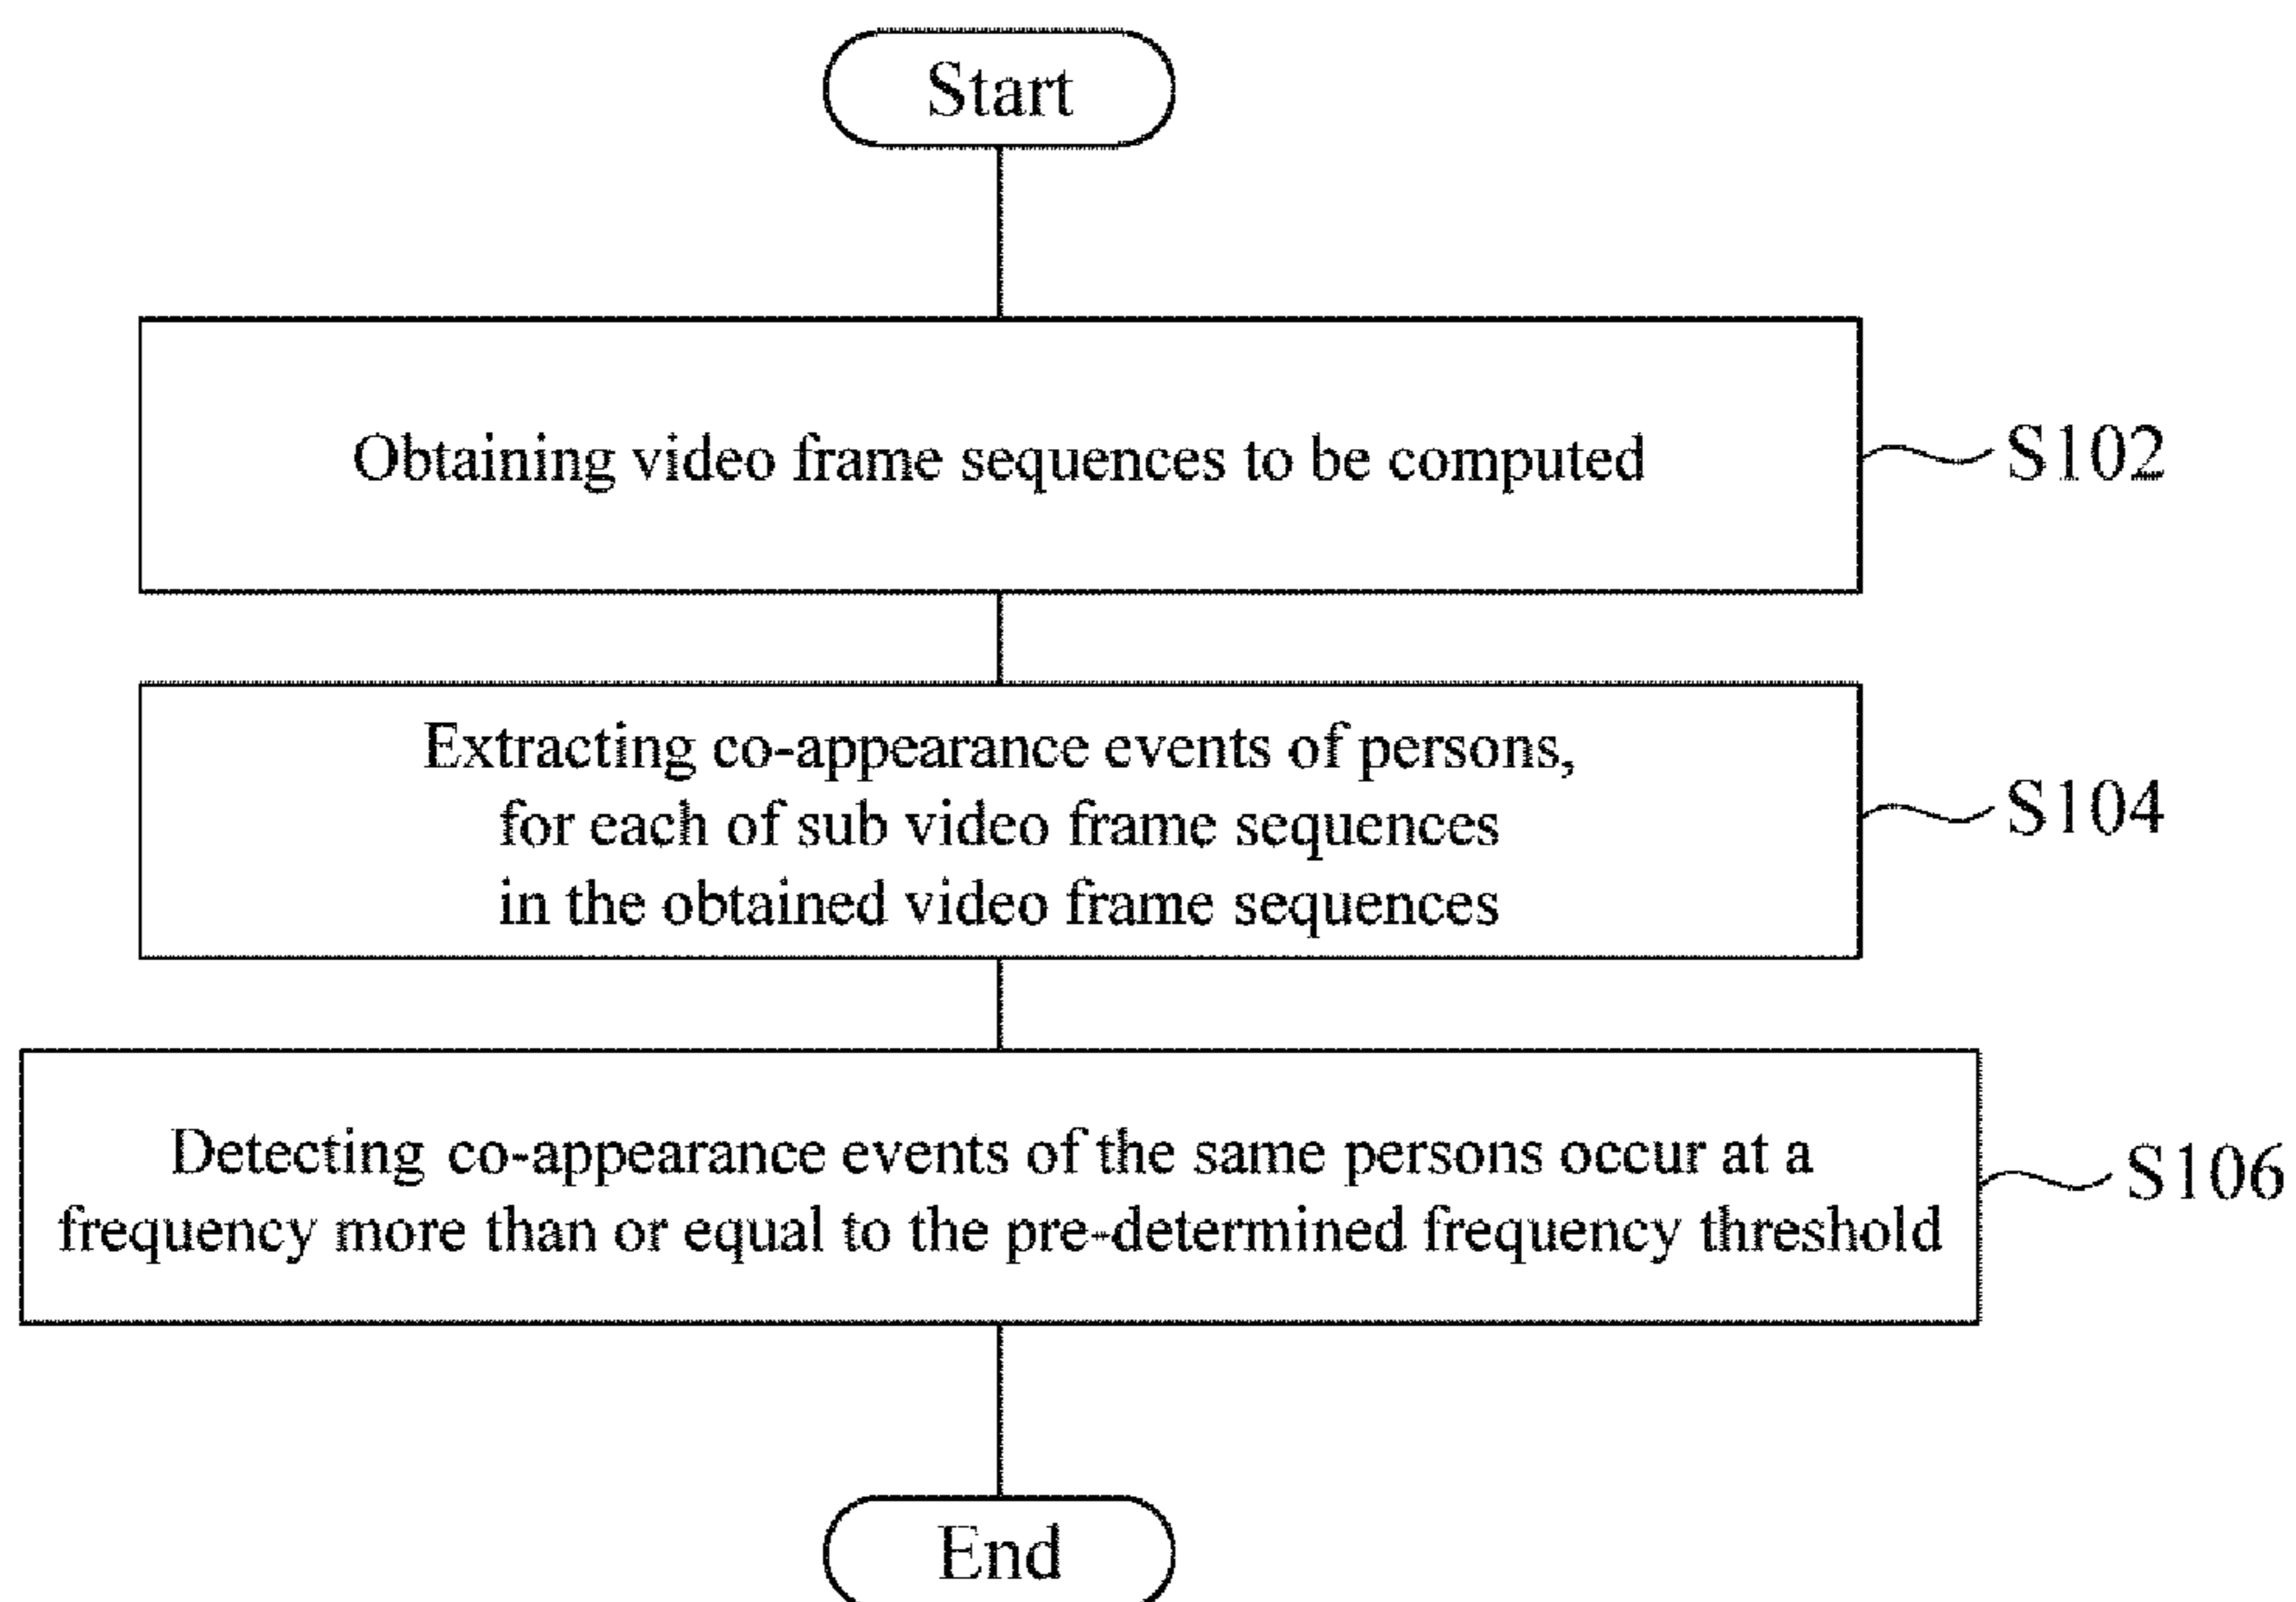 Start
Obtaining video frame sequences to be computed
S102
Extracting co-appearance events of persons,
for each of sub video frame sequences
in the obtained video frame sequences
S104
Detecting co-appearance events of the same persons occur at a
frequency more than or equal to the pre-determined frequency threshold
S106
End